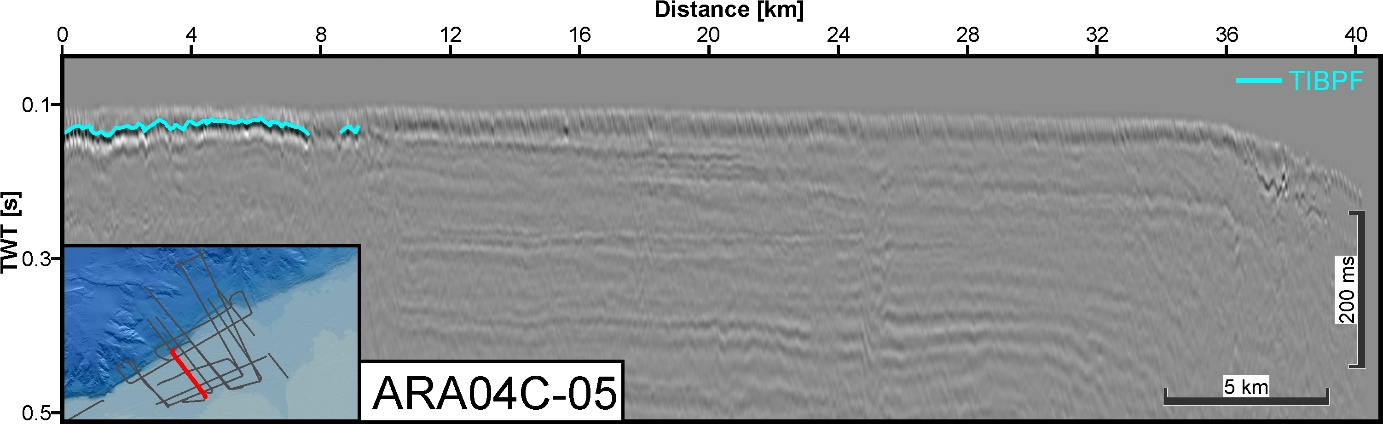 Distance [km]
0 4 8 12 16 20 24 28 32 36 40
TIBPF
0.1
TWT [s]
0.3
200 ms
5 km
ARA04C-05
0.5